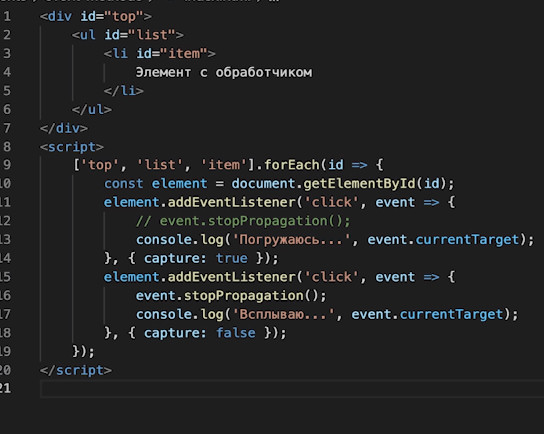 1 <div id="top">
2 <ul id="list">
3 <li id="item">
4 Элемент с обработчиком
5 </li>
6 </ul>
7 </div>
8 <script>
9 ['top', 'list', 'item'].forEach(id => {
10 const element = document.getElementById(id);
11 element.addEventListener('click', event => {
12 // event.stopPropagation();
13 console.log('Погружаюсь...', event.currentTarget);
14 }, { capture: true });
15 element.addEventListener('click', event => {
16 event.stopPropagation();
17 console.log('Всплываю...', event.currentTarget);
18 }, { capture: false });
19 });
20 </script>
21